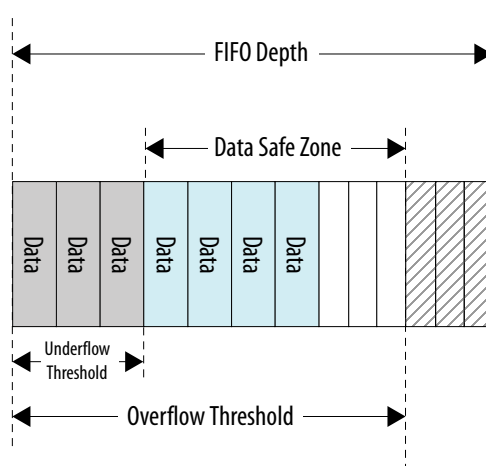 FIFO Depth
Data Safe Zone
Data
Data
Data
Data
Data
Data
Data
Underflow
Threshold
Overflow Threshold